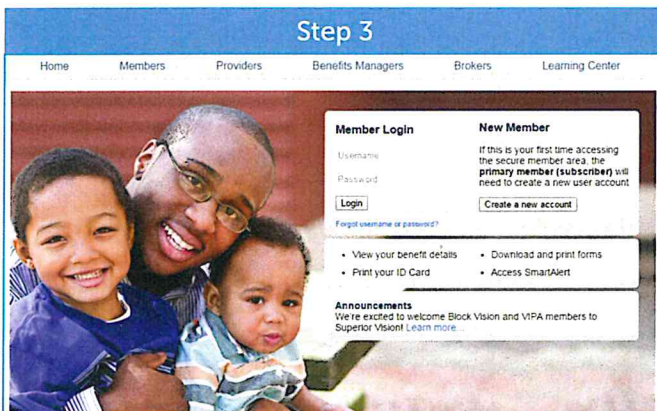 Step 3
Home Members Providers Benefits Managers Brokers Learning Center
Member Login
Username
Password
Login
Forgot username or password?
New Member
If this is your first time accessing
the secure member area, the
primary member (subscriber) will
need to create a new user account
Create a new account
• View your benefit details
• Print your ID Card
• Download and print forms
• Access SmartAlert
Announcements
We're excited to welcome Block Vision and VIPA members to
Superior Vision! Learn more...